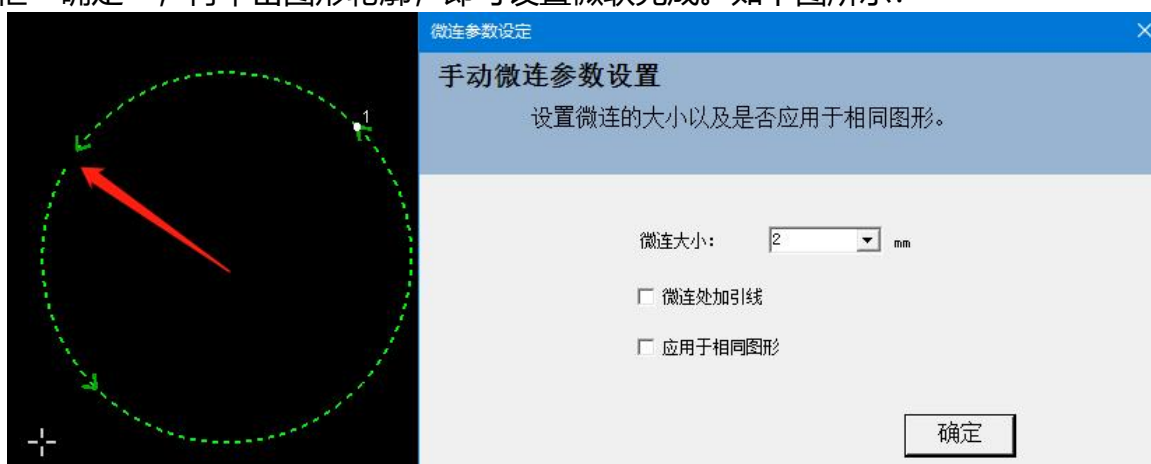 微连参数设定
手动微连参数设置
设置微连的大小以及是否应用于相同图形。
1
微连大小: 2 mm
微连处加引线
应用于相同图形
确定